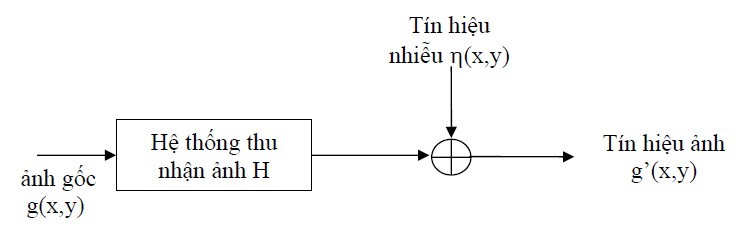 Tín hiệu
nhiễu η(x,y)
Hệ thống thu
nhận ảnh H
ảnh gốc
g(x,y)
Tín hiệu ảnh
g’(x,y)